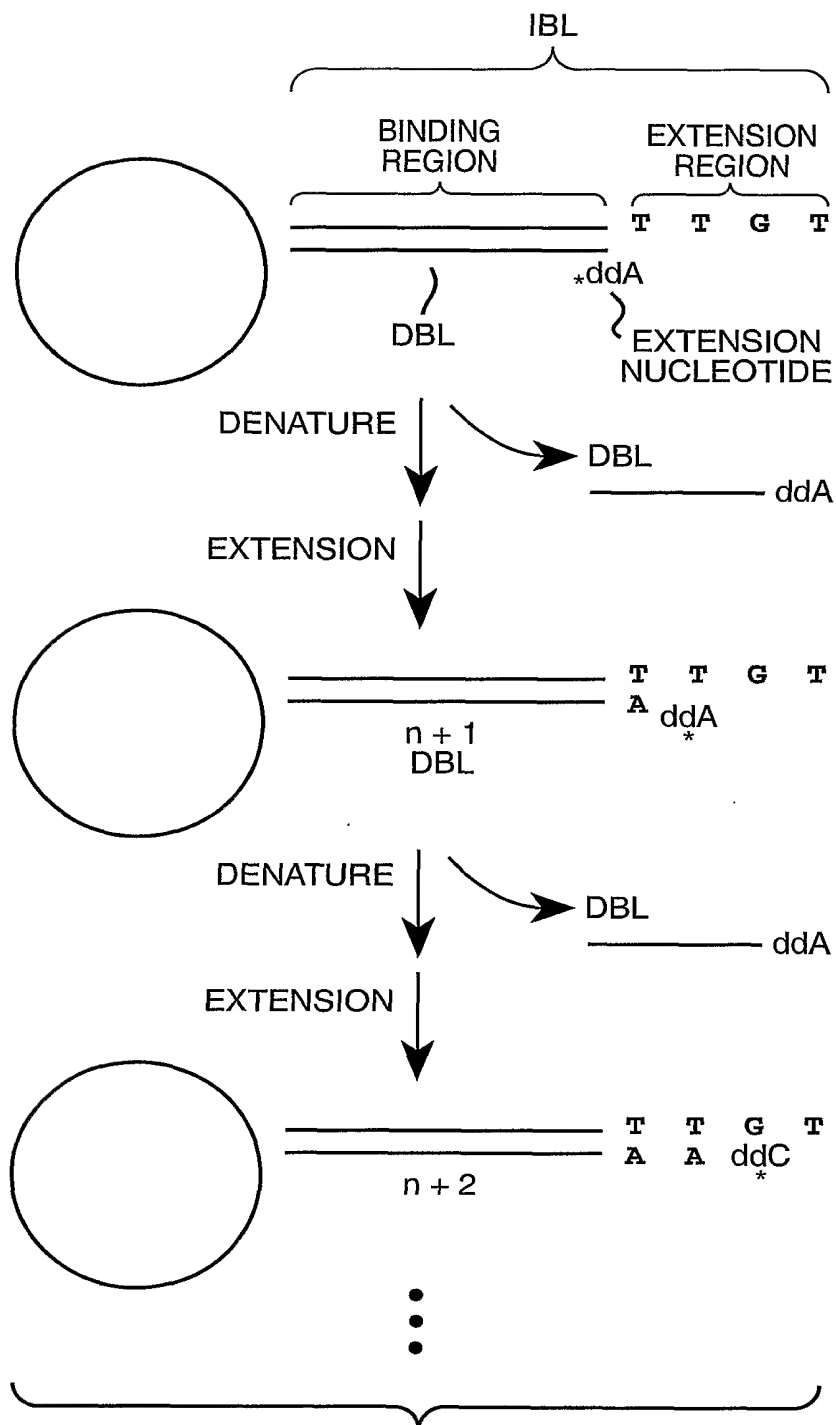 IBL
BINDING
REGION
EXTENSION
REGION
T T G T
*ddA
DBL
EXTENSION
NUCLEOTIDE
DENATURE
DBL
ddA
EXTENSION
T T G T
A ddA
*
n + 1
DBL
DENATURE
DBL
ddA
EXTENSION
T T G T
A A ddC
*
n + 2